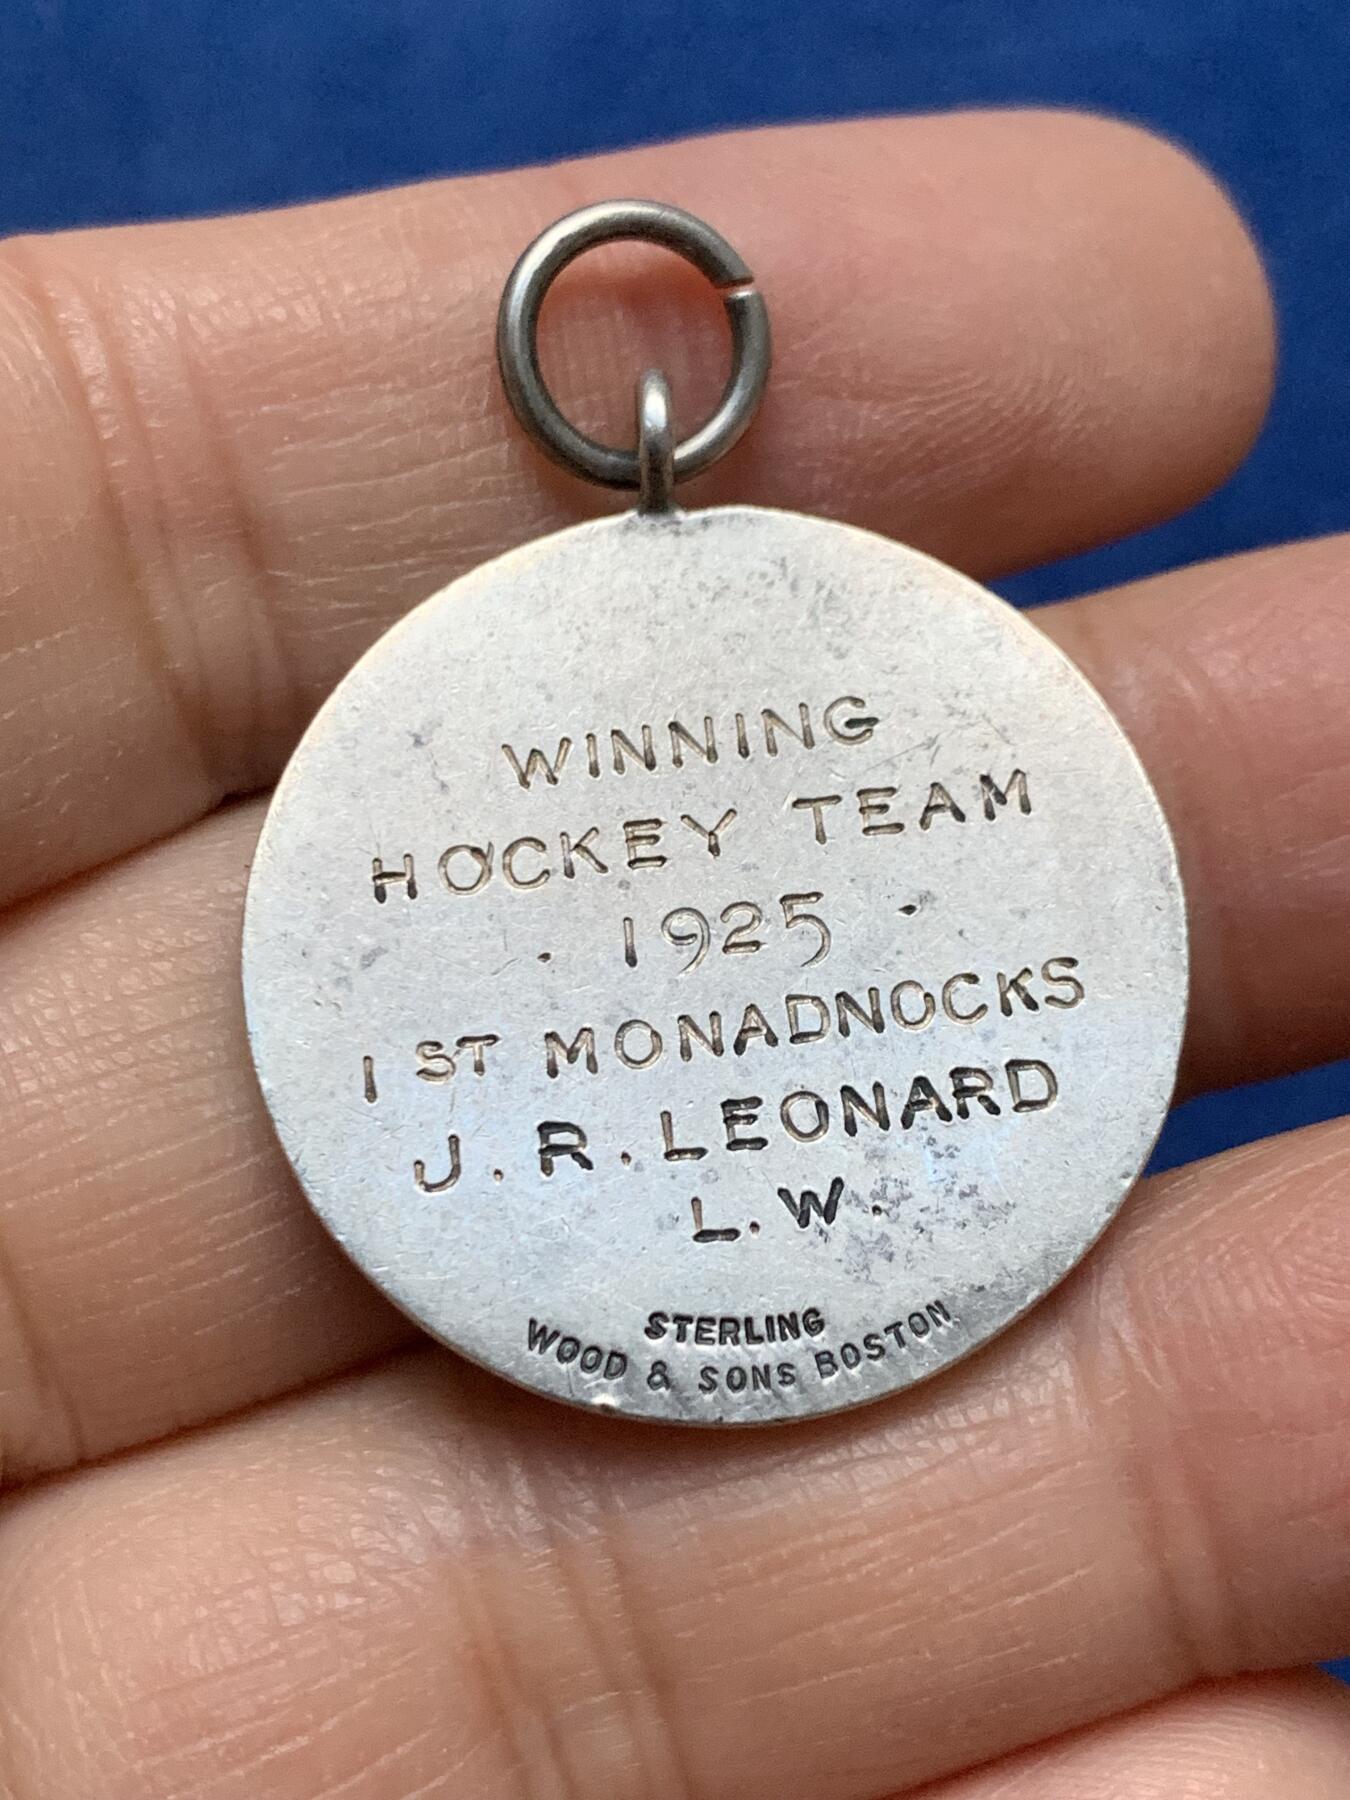 WINNING
HOCKEY TEAM
· 1925 ·
1 ST MONADNOCKS
J. R. LEONARD
L. W.
STERLING
WOOD & SONS BOSTON